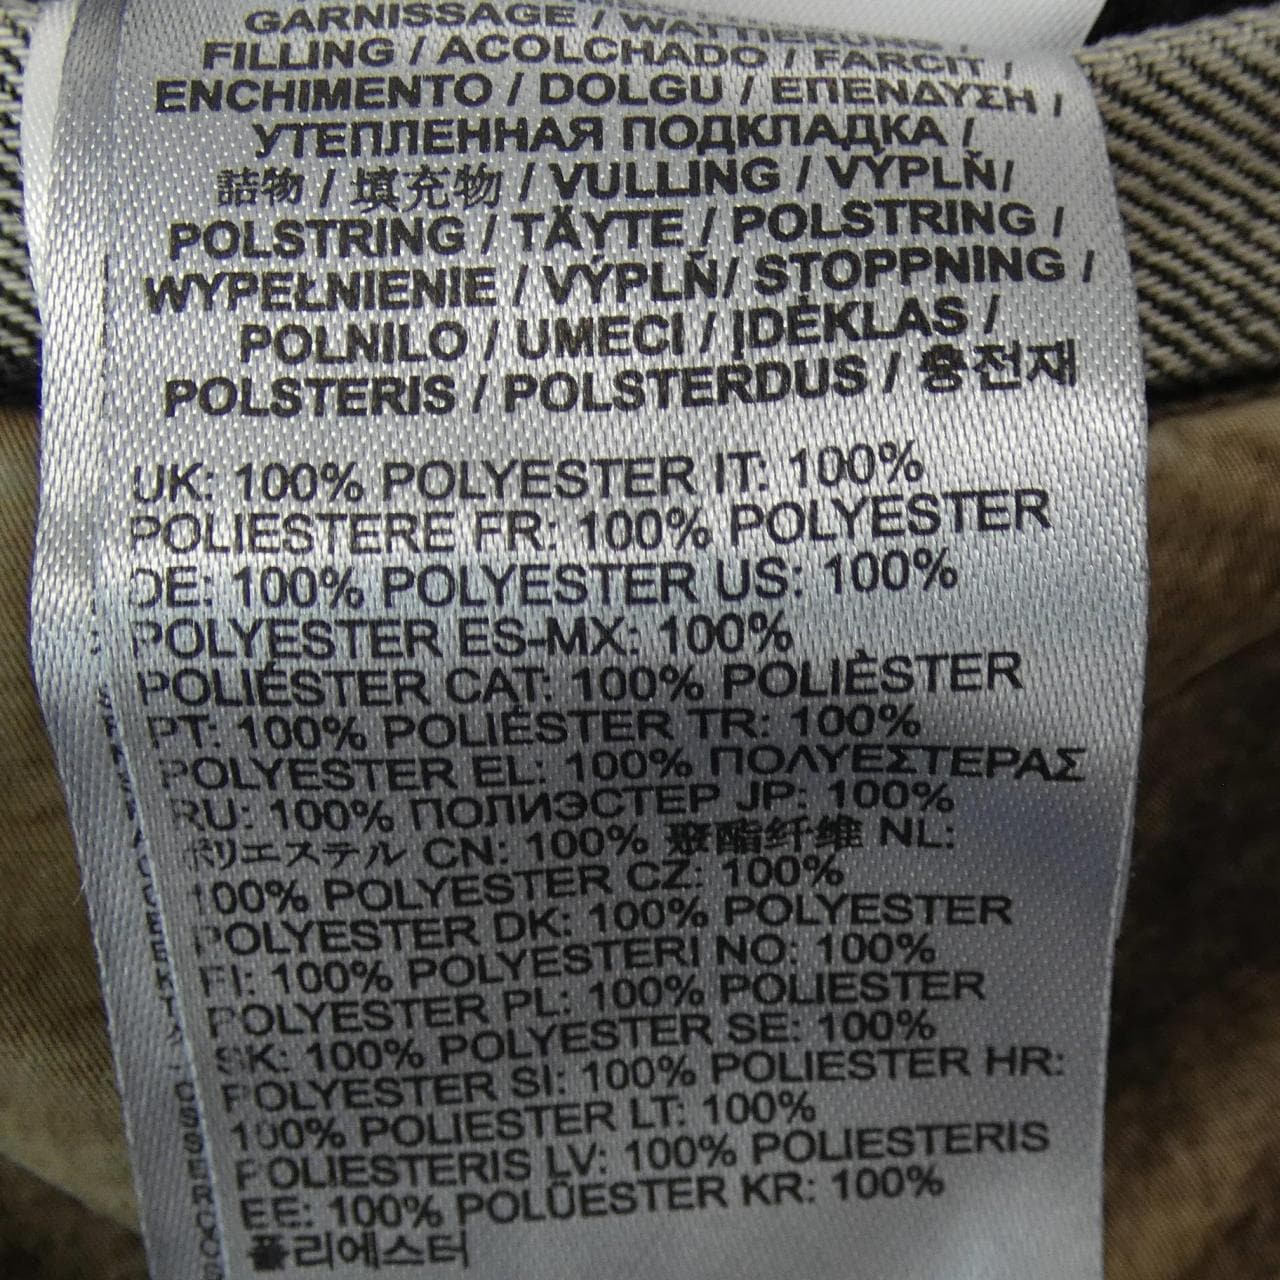 GARNISSAGE / WATTIERUNG /
FILLING / ACOLCHADO / FARCIT /
ENCHIMENTO / DOLGU / ΕΠΕΝΔΥΣΗ /
УТЕПЛЕННАЯ ПОДКЛАДКА /
詰物 / 填充物 / VULLING / VÝPLŇ/
POLSTRING / TÄYTE / POLSTRING /
WYPEŁNIENIE / VÝPLŇ/ STOPPNING /
POLNILO / UMECI / ĮDĖKLAS /
POLSTERIS / POLSTERDUS / 충전재
UK: 100% POLYESTER IT: 100%
POLIESTERE FR: 100% POLYESTER
DE: 100% POLYESTER US: 100%
POLYESTER ES-MX: 100%
POLIÉSTER CAT: 100% POLIÈSTER
PT: 100% POLIÉSTER TR: 100%
POLYESTER EL: 100% ΠΟΛΥΕΣΤΕΡΑΣ
RU: 100% ПОЛИЭСТЕР JP: 100%
ポリエステル CN: 100% 聚酯纤维 NL:
100% POLYESTER CZ: 100%
POLYESTER DK: 100% POLYESTER
FI: 100% POLYESTERI NO: 100%
POLYESTER PL: 100% POLIESTER
SK: 100% POLYESTER SE: 100%
POLYESTER SI: 100% POLIESTER HR:
100% POLIESTER LT: 100%
POLIESTERIS LV: 100% POLIESTERIS
EE: 100% POLÜESTER KR: 100%
폴리에스터